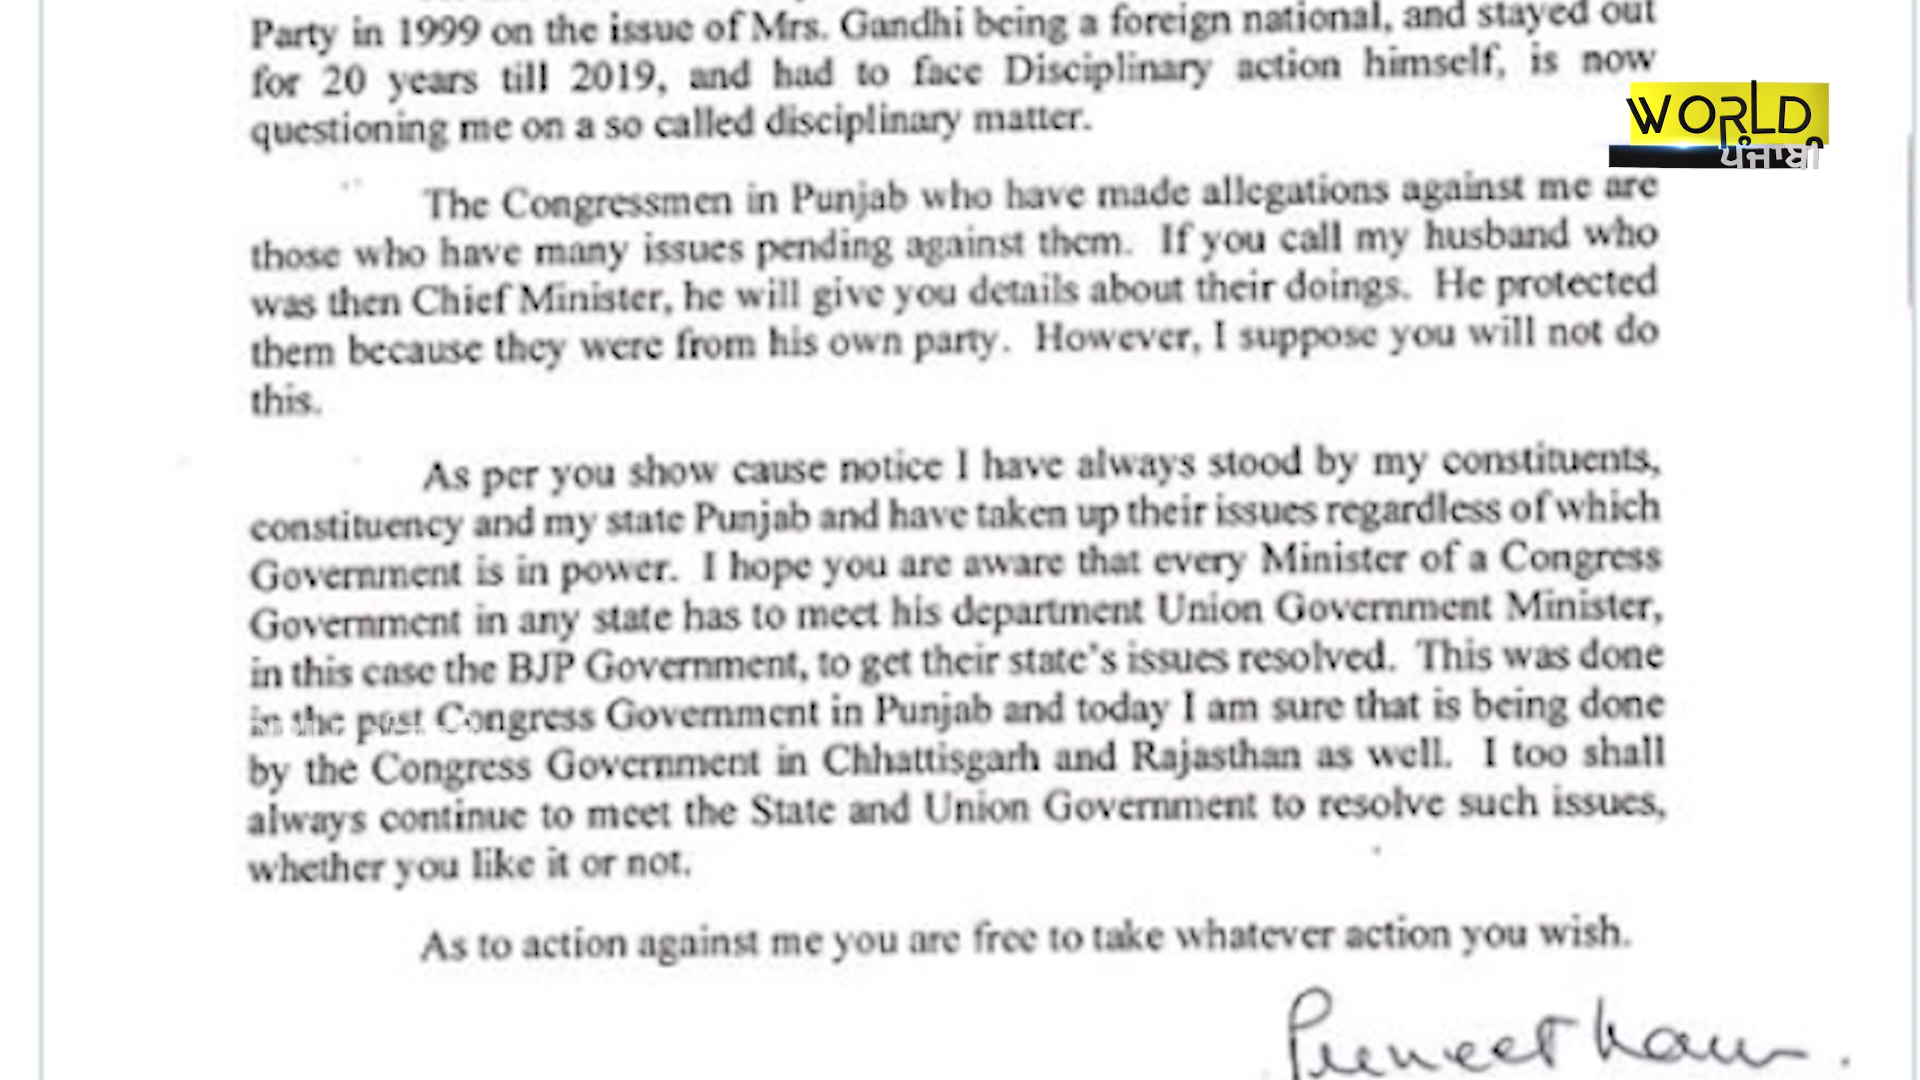 Party in 1999 on the issue of Mrs. Gandhi being a foreign national, and stayed out
for 20 years till 2019, and had to face Disciplinary action himself, is now
questioning me on a so called disciplinary matter.
WORLD
ਪੰਜਾਬੀ
The Congressmen in Punjab who have made allegations against me are
those who have many issues pending against them. If you call my husband who
was then Chief Minister, he will give you details about their doings. He protected
them because they were from his own party. However, I suppose you will not do
this.
As per you show cause notice I have always stood by my constituents,
constituency and my state Punjab and have taken up their issues regardless of which
Government is in power. I hope you are aware that every Minister of a Congress
Government in any state has to meet his department Union Government Minister,
in this case the BJP Government, to get their state's issues resolved. This was done
in the past Congress Government in Punjab and today I am sure that is being done
by the Congress Government in Chhattisgarh and Rajasthan as well. I too shall
always continue to meet the State and Union Government to resolve such issues,
whether you like it or not.
As to action against me you are free to take whatever action you wish.
Preneet Kaur